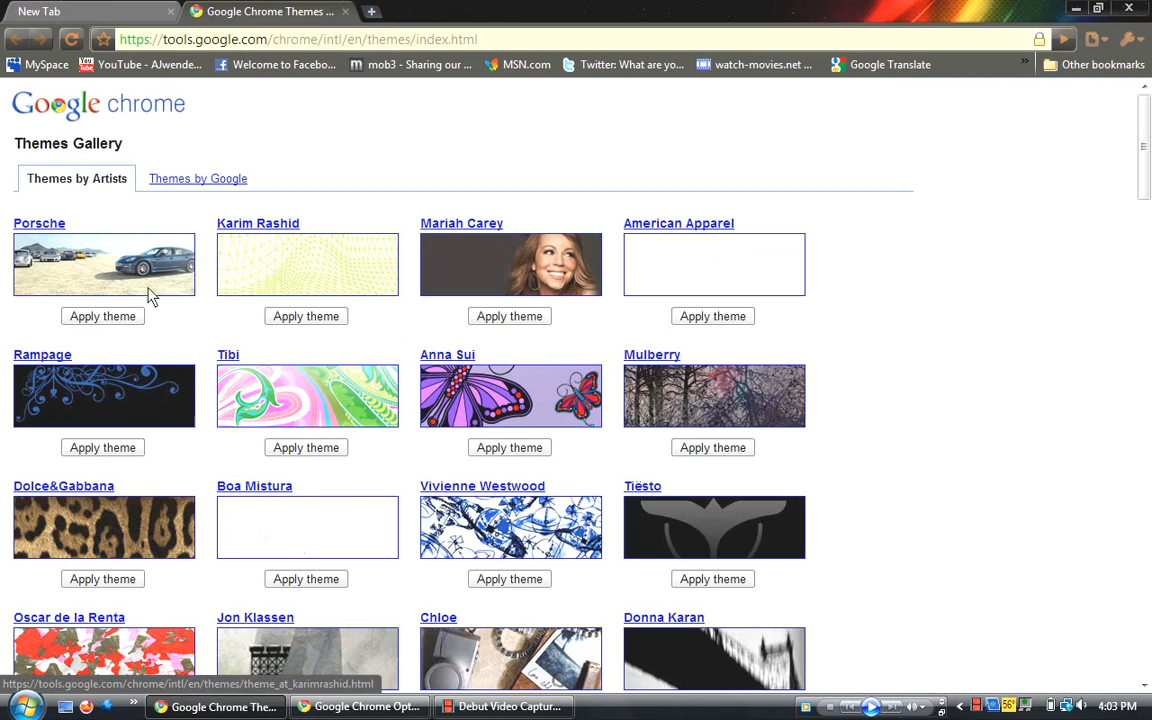 New Tab
Google Chrome Themes ...
https://tools.google.com/chrome/intl/en/themes/index.html
MySpace
YouTube - AJwende...
Welcome to Facebo...
mob3 - Sharing our ...
MSN.com
Twitter: What are yo...
watch-movies.net ...
Google Translate
Other bookmarks
Google chrome
Themes Gallery
Themes by Artists
Themes by Google
Porsche
Karim Rashid
Mariah Carey
American Apparel
Apply theme
Apply theme
Apply theme
Apply theme
Rampage
Tibi
Anna Sui
Mulberry
Apply theme
Apply theme
Apply theme
Apply theme
Dolce&Gabbana
Boa Mistura
Vivienne Westwood
Tiësto
Apply theme
Apply theme
Apply theme
Apply theme
Oscar de la Renta
Jon Klassen
Chloe
Donna Karan
https://tools.google.com/chrome/intl/en/themes/theme_at_karimrashid.html
Google Chrome The...
Google Chrome Opt...
Debut Video Captur...
56°
4:03 PM